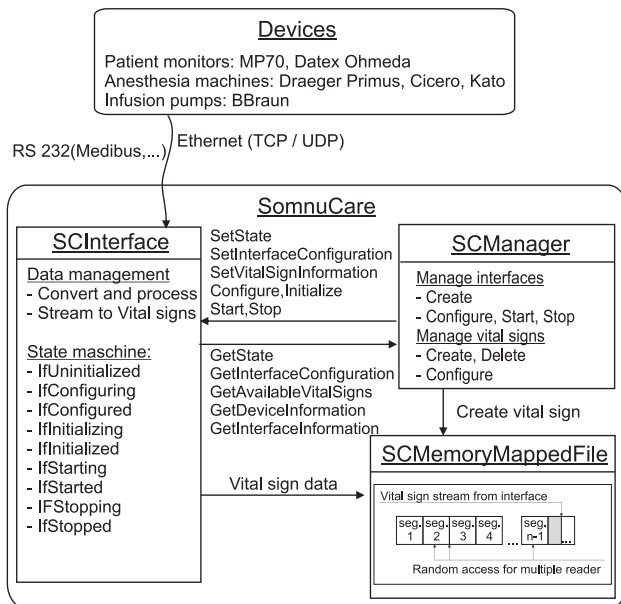 Devices
Patient monitors: MP70, Datex Ohmeda
Anesthesia machines: Draeger Primus, Cicero, Kato
Infusion pumps: BBraun
RS 232(Medibus,...)
Ethernet (TCP / UDP)
SomnuCare
SCInterface
Data management
- Convert and process
- Stream to Vital signs
State maschine:
- IfUninitialized
- IfConfiguring
- IfConfigured
- IfInitializing
- IfInitialized
- IfStarting
- IfStarted
- IFStopping
- IfStopped
SetState
SetInterfaceConfiguration
SetVitalSignInformation
Configure,Initialize
Start,Stop
GetState
GetInterfaceConfiguration
GetAvailableVitalSigns
GetDeviceInformation
GetInterfaceInformation
Vital sign data
SCManager
Manage interfaces
- Create
- Configure, Start, Stop
Manage vital signs
- Create, Delete
- Configure
Create vital sign
SCMemoryMappedFile
Vital sign stream from interface
seg. seg. seg. seg. seg.
1 2 3 4 ... n-1 ...
Random access for multiple reader